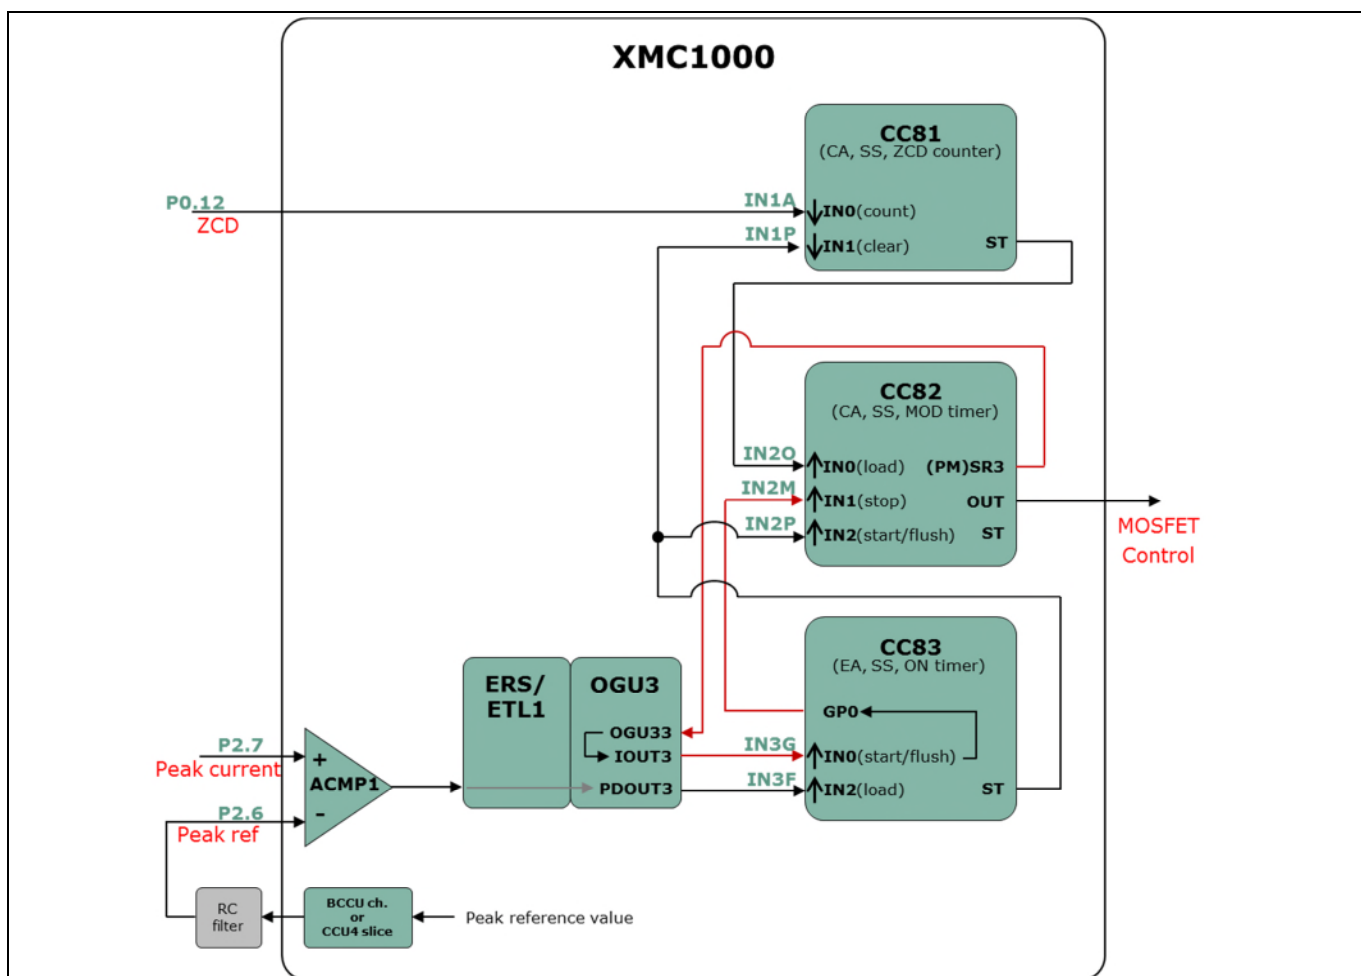 XMC1000
CC81
(CA, SS, ZCD counter)
P0.12
ZCD
IN1A
IN0(count)
IN1P
IN1(clear)
ST
CC82
(CA, SS, MOD timer)
IN2O
IN0(load)
(PM)SR3
IN2M
IN1(stop)
OUT
IN2P
IN2(start/flush)
ST
MOSFET
Control
CC83
(EA, SS, ON timer)
ERS/
ETL1
OGU3
GP0
OGU33
P2.7
Peak current
+
ACMP1
-
IOUT3
IN3G
IN0(start/flush)
PDOUT3
IN3F
IN2(load)
ST
P2.6
Peak ref
RC
filter
BCCU ch.
or
CCU4 slice
Peak reference value